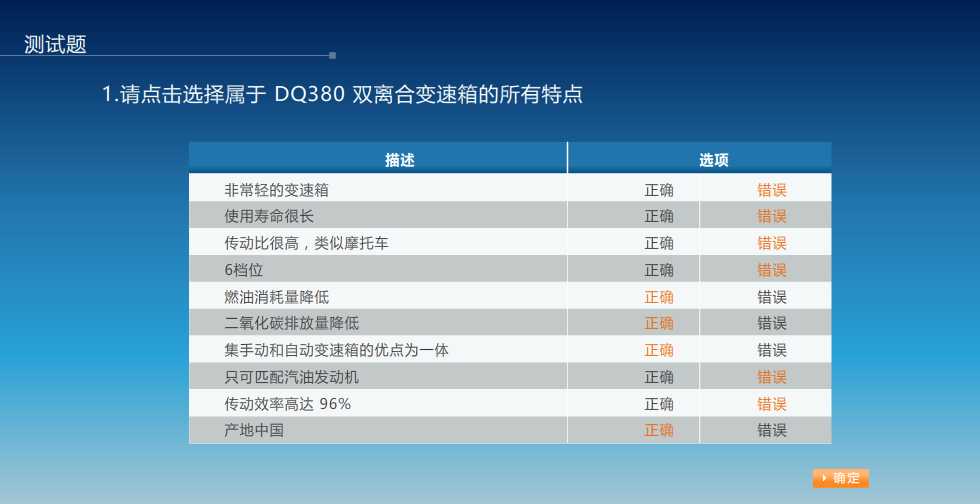 测试题
1.请点击选择属于 DQ380 双离合变速箱的所有特点
描述 选项
非常轻的变速箱 正确 错误
使用寿命很长 正确 错误
传动比很高，类似摩托车 正确 错误
6档位 正确 错误
燃油消耗量降低 正确 错误
二氧化碳排放量降低 正确 错误
集手动和自动变速箱的优点为一体 正确 错误
只可匹配汽油发动机 正确 错误
传动效率高达 96% 正确 错误
产地中国 正确 错误
确定